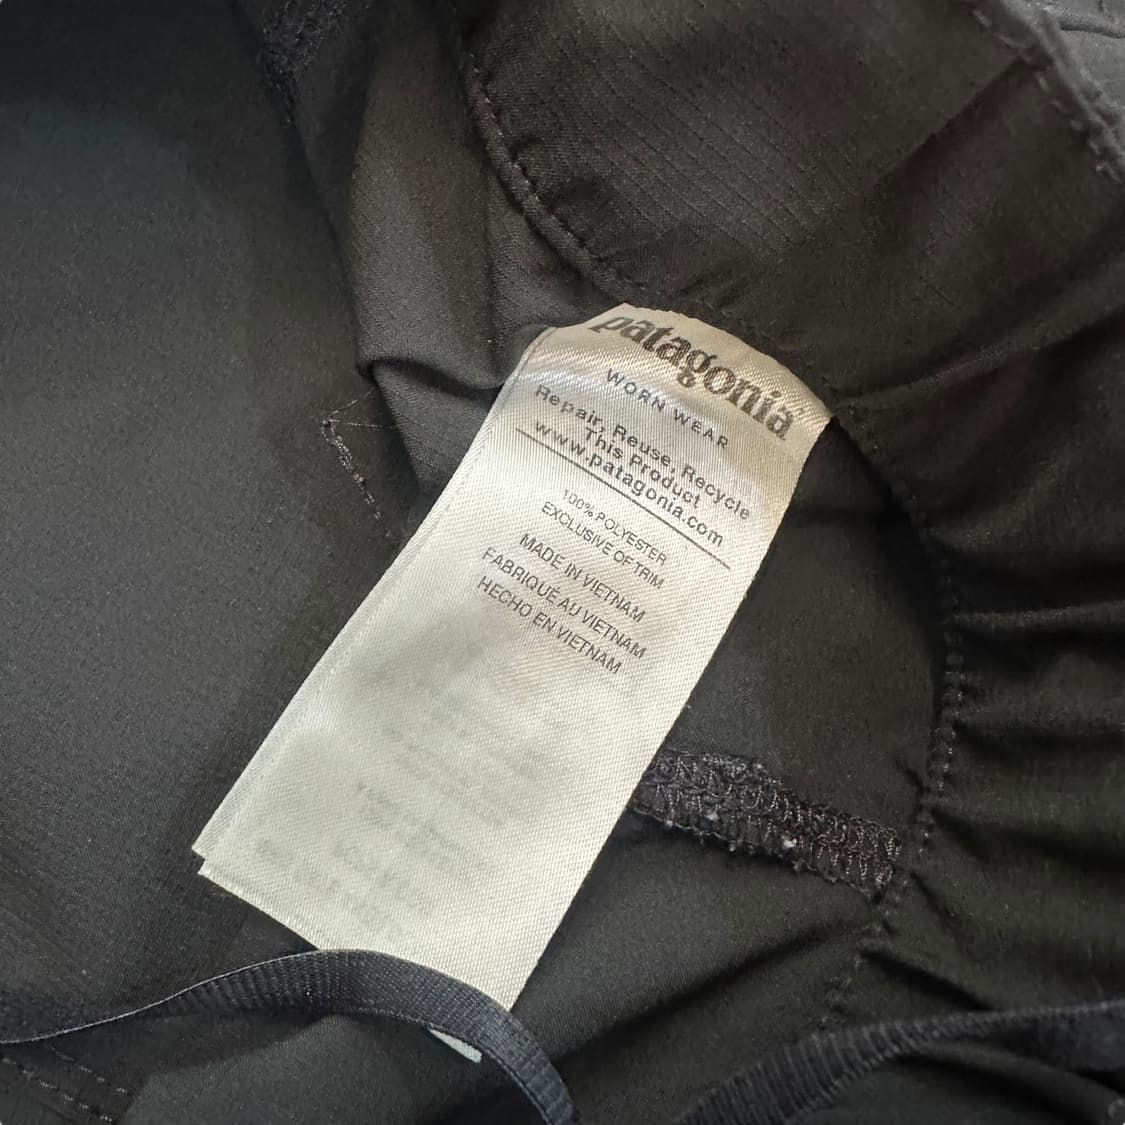 patagonia
WORN WEAR
Repair, Reuse, Recycle
This Product
www.patagonia.com
100% POLYESTER
EXCLUSIVE OF TRIM
MADE IN VIETNAM
FABRIQUÉ AU VIETNAM
HECHO EN VIETNAM